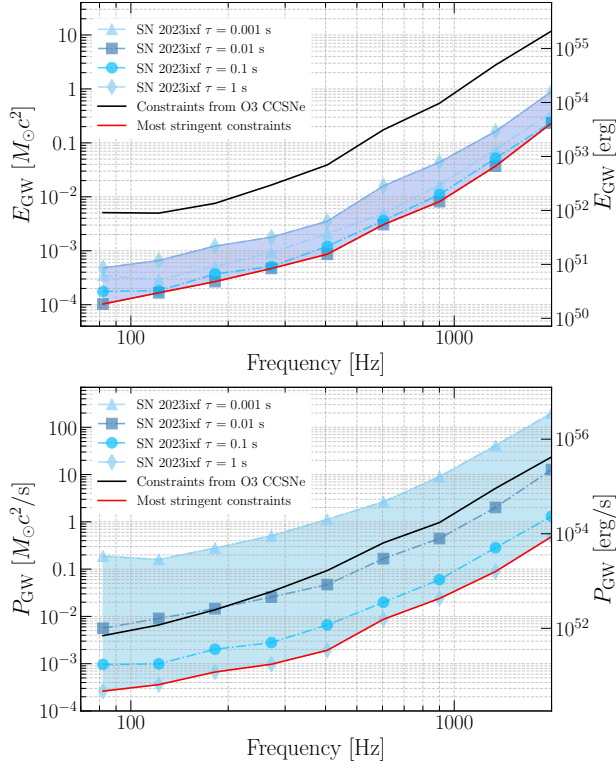 SN 2023ixf τ = 0.001 s
SN 2023ixf τ = 0.01 s
SN 2023ixf τ = 0.1 s
SN 2023ixf τ = 1 s
Constraints from O3 CCSNe
Most stringent constraints
10
1
0.1
10⁻²
10⁻³
10⁻⁴
E_GW [M_⊙c²]
10⁵⁵
10⁵⁴
10⁵³
10⁵²
10⁵¹
10⁵⁰
E_GW [erg]
100
1000
Frequency [Hz]
SN 2023ixf τ = 0.001 s
SN 2023ixf τ = 0.01 s
SN 2023ixf τ = 0.1 s
SN 2023ixf τ = 1 s
Constraints from O3 CCSNe
Most stringent constraints
100
10
1
0.1
10⁻²
10⁻³
10⁻⁴
P_GW [M_⊙c²/s]
10⁵⁶
10⁵⁴
10⁵²
P_GW [erg/s]
100
1000
Frequency [Hz]